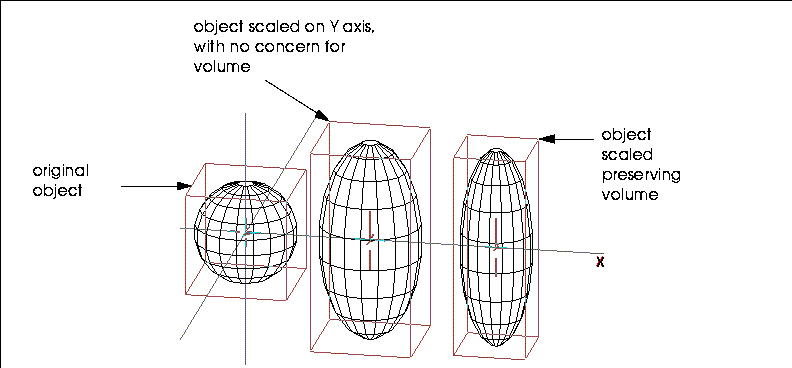 object scaled on Y axis,
with no concern for
volume
object
scaled
preserving
volume
original
object
X